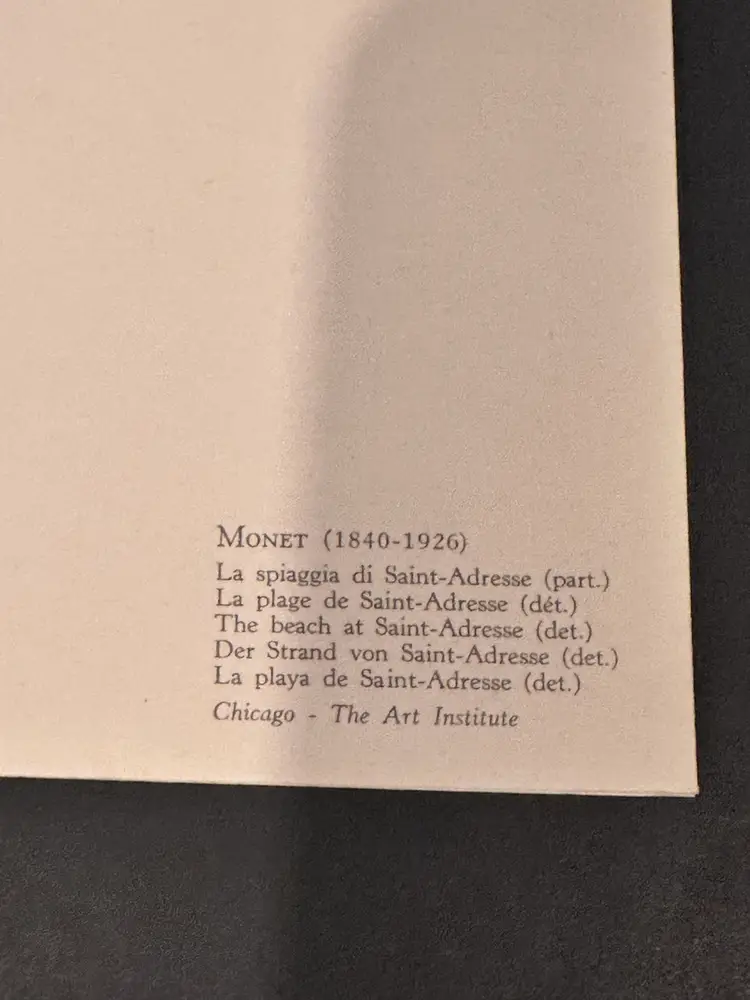 MONET (1840-1926)
La spiaggia di Saint-Adresse (part.)
La plage de Saint-Adresse (dét.)
The beach at Saint-Adresse (det.)
Der Strand von Saint-Adresse (det.)
La playa de Saint-Adresse (det.)
Chicago - The Art Institute